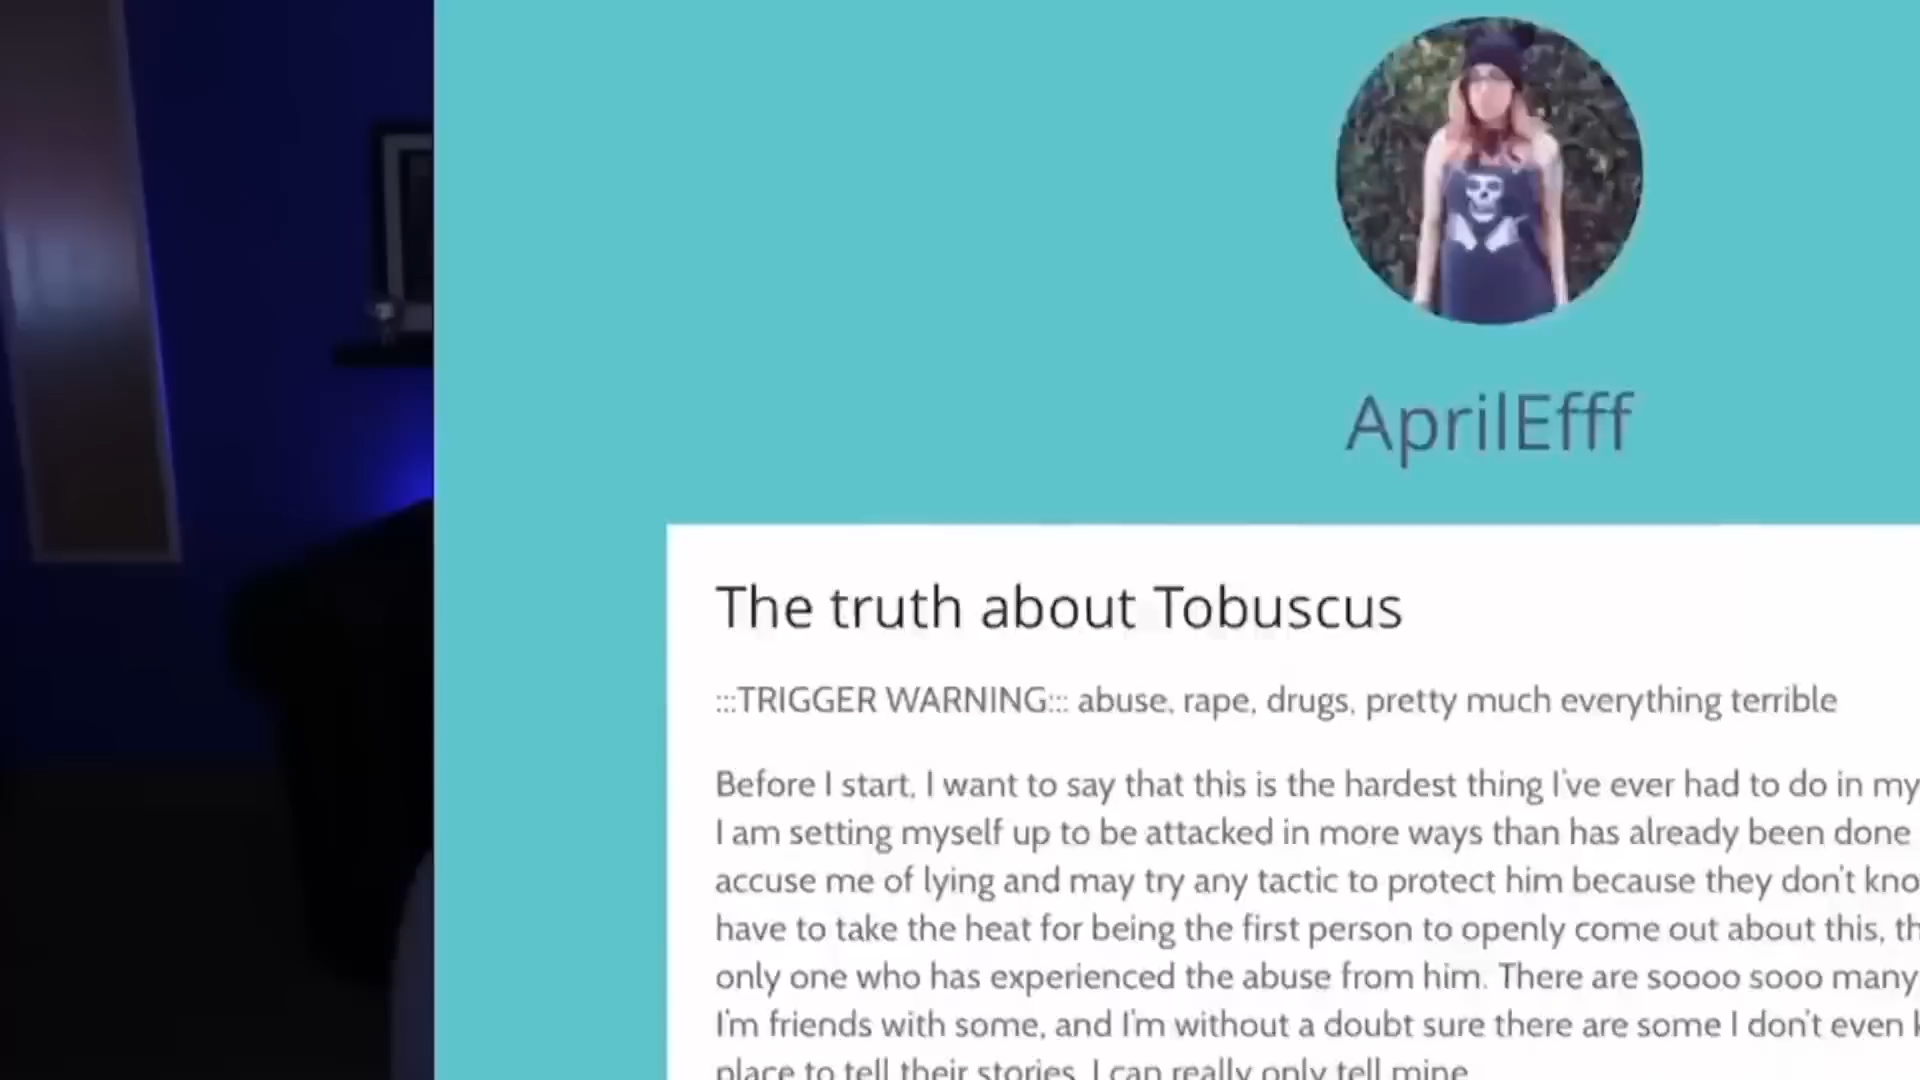 AprilEfff
The truth about Tobuscus
:::TRIGGER WARNING::: abuse, rape, drugs, pretty much everything terrible
Before I start, I want to say that this is the hardest thing I've ever had to do in my
I am setting myself up to be attacked in more ways than has already been done
accuse me of lying and may try any tactic to protect him because they don't
have to take the heat for being the first person to openly come out about this,
only one who has experienced the abuse from him. There are soooo sooo many
I'm friends with some, and I'm without a doubt sure there are some I don't even
place to tell their stories. I can really only tell mine